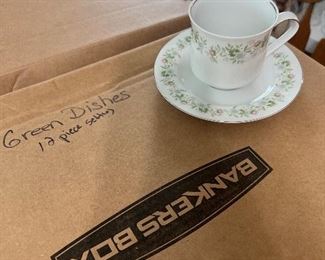 Green Dishes
12 piece setting
BANKERS BOX